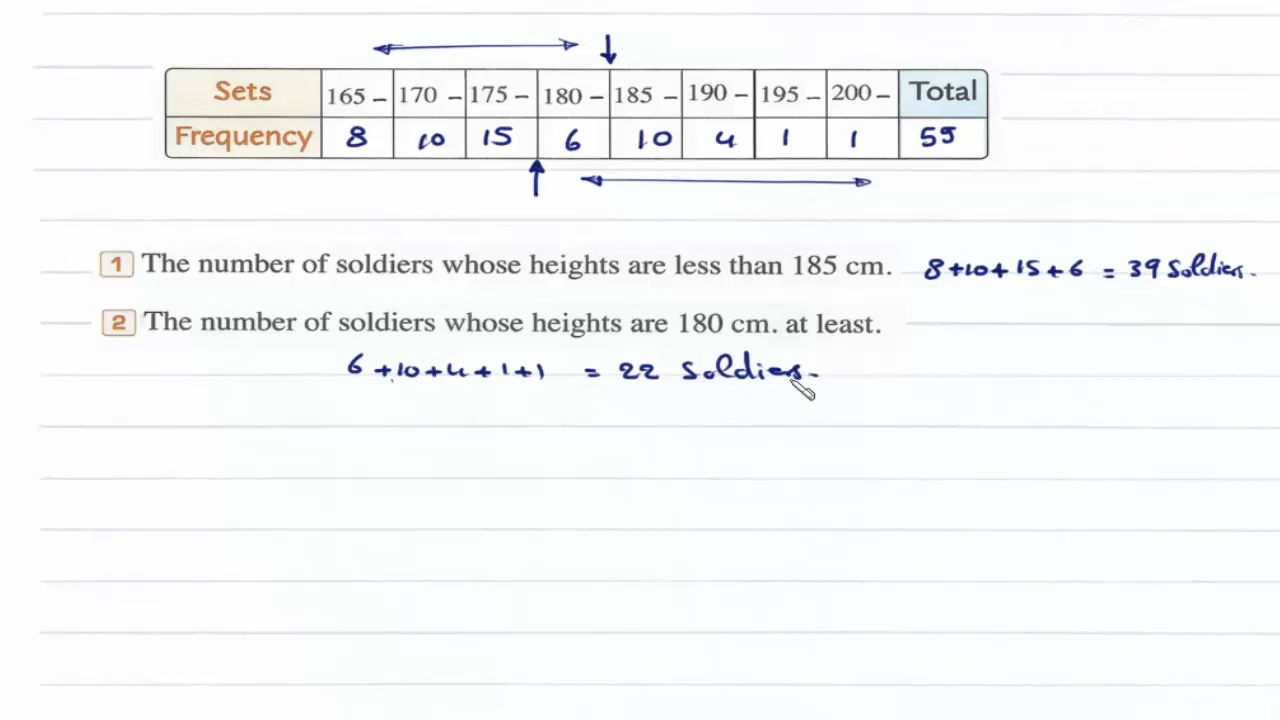 Sets 165 – 170 – 175 – 180 – 185 – 190 – 195 – 200 – Total
Frequency 8 10 15 6 10 4 1 1 55
1 The number of soldiers whose heights are less than 185 cm. 8+10+15+6 = 39 Soldiers.
2 The number of soldiers whose heights are 180 cm. at least.
6+10+4+1+1 = 22 Soldiers.